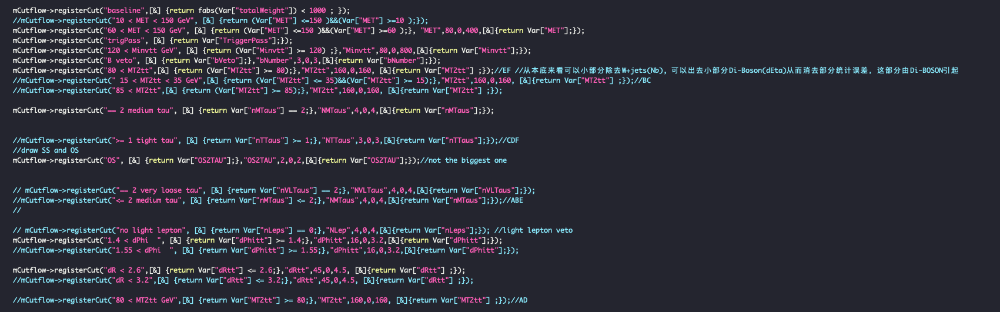 mCutflow->registerCut("baseline",[&] {return fabs(Var["totalWeight"]) < 1000 ; });
//mCutflow->registerCut("10 < MET < 150 GeV", [&] {return (Var["MET"] <=150 )&&(Var["MET"] >=10 );});
mCutflow->registerCut("60 < MET < 150 GeV", [&] {return (Var["MET"] <=150 )&&(Var["MET"] >=60 );}, "MET",80,0,400,[&]{return Var["MET"];});
mCutflow->registerCut("trigPass", [&] {return Var["TriggerPass"];});
mCutflow->registerCut("120 < Minvtt GeV", [&] {return (Var["Minvtt"] >= 120) ;},"Minvtt",80,0,800,[&]{return Var["Minvtt"];});
mCutflow->registerCut("B veto", [&] {return Var["bVeto"];},"bNumber",3,0,3,[&]{return Var["bNumber"];});
mCutflow->registerCut("80 < MT2tt",[&] {return (Var["MT2tt"] >= 80);},"MT2tt",160,0,160, [&]{return Var["MT2tt"] ;});//EF //从本底来看可以小部分除去W+jets(Nb), 可以出去小部分Di-Boson(dEta)从而消去部分统计误差, 这部分由Di-BOSON引起
//mCutflow->registerCut(" 15 < MT2tt < 35 GeV",[&] {return (Var["MT2tt"] <= 35)&&(Var["MT2tt"] >= 15);},"MT2tt",160,0,160, [&]{return Var["MT2tt"] ;});//BC
//mCutflow->registerCut("85 < MT2tt",[&] {return (Var["MT2tt"] >= 85);},"MT2tt",160,0,160, [&]{return Var["MT2tt"] ;});
mCutflow->registerCut("== 2 medium tau", [&] {return Var["nMTaus"] == 2;},"NMTaus",4,0,4,[&]{return Var["nMTaus"];});
//mCutflow->registerCut(">= 1 tight tau", [&] {return Var["nTTaus"] >= 1;},"NTTaus",3,0,3,[&]{return Var["nTTaus"];});//CDF
//draw SS and OS
mCutflow->registerCut("OS", [&] {return Var["OS2TAU"];},"OS2TAU",2,0,2,[&]{return Var["OS2TAU"];});//not the biggest one
// mCutflow->registerCut("== 2 very loose tau", [&] {return Var["nVLTaus"] == 2;},"NVLTaus",4,0,4,[&]{return Var["nVLTaus"];});
//mCutflow->registerCut("<= 2 medium tau", [&] {return Var["nMTaus"] <= 2;},"NMTaus",4,0,4,[&]{return Var["nMTaus"];});//ABE
//
// mCutflow->registerCut("no light lepton", [&] {return Var["nLeps"] == 0;},"NLep",4,0,4,[&]{return Var["nLeps"];}); //light lepton veto
mCutflow->registerCut("1.4 < dPhi  ", [&] {return Var["dPhitt"] >= 1.4;},"dPhitt",16,0,3.2,[&]{return Var["dPhitt"];});
//mCutflow->registerCut("1.55 < dPhi  ", [&] {return Var["dPhitt"] >= 1.55;},"dPhitt",16,0,3.2,[&]{return Var["dPhitt"];});
mCutflow->registerCut("dR < 2.6",[&] {return Var["dRtt"] <= 2.6;},"dRtt",45,0,4.5, [&]{return Var["dRtt"] ;});
//mCutflow->registerCut("dR < 3.2",[&] {return Var["dRtt"] <= 3.2;},"dRtt",45,0,4.5, [&]{return Var["dRtt"] ;});
//mCutflow->registerCut("80 < MT2tt GeV",[&] {return Var["MT2tt"] >= 80;},"MT2tt",160,0,160, [&]{return Var["MT2tt"] ;});//AD